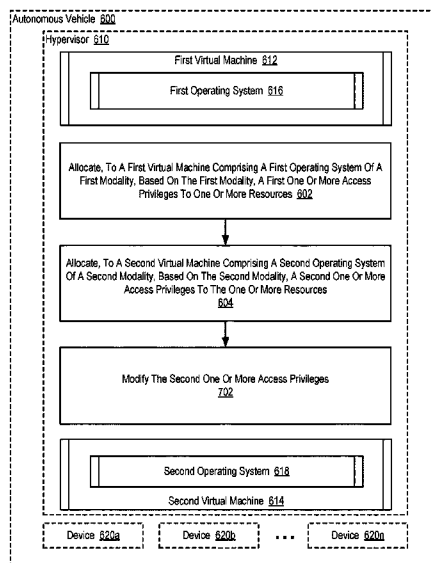 Autonomous Vehicle 600
Hypervisor 610
First Virtual Machine 612
First Operating System 616
Allocate, To A First Virtual Machine Comprising A First Operating System Of A
First Modality, Based On The First Modality, A First One Or More Access
Privileges To One Or More Resources 602
Allocate, To A Second Virtual Machine Comprising A Second Operating System
Of A Second Modality, Based On The Second Modality, A Second One Or More
Access Privileges To The One Or More Resources
604
Modify The Second One Or More Access Privileges
702
Second Operating System 618
Second Virtual Machine 614
Device 620a
Device 620b
• • •
Device 620n